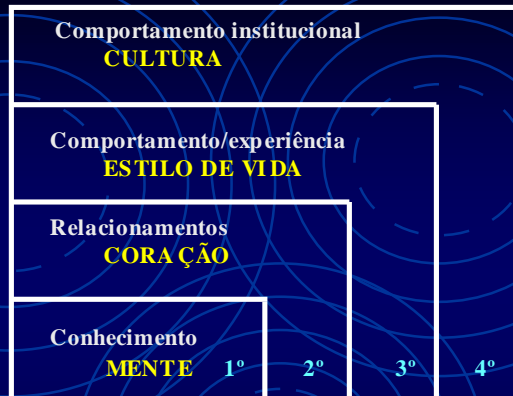 Comportamento institucional
CULTURA
Comportamento/experiência
ESTILO DE VIDA
Relacionamentos
CORAÇÃO
Conhecimento
MENTE 1º 2º 3º 4º